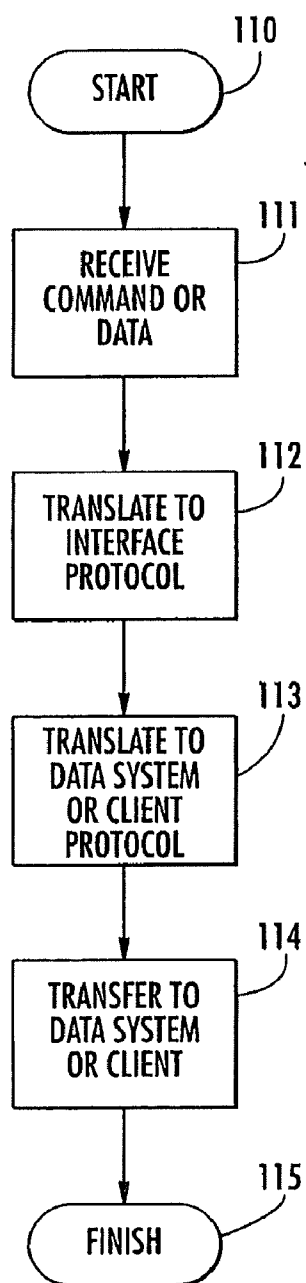 110
START
111
RECEIVE
COMMAND OR
DATA
112
TRANSLATE TO
INTERFACE
PROTOCOL
113
TRANSLATE TO
DATA SYSTEM
OR CLIENT
PROTOCOL
114
TRANSFER TO
DATA SYSTEM
OR CLIENT
115
FINISH